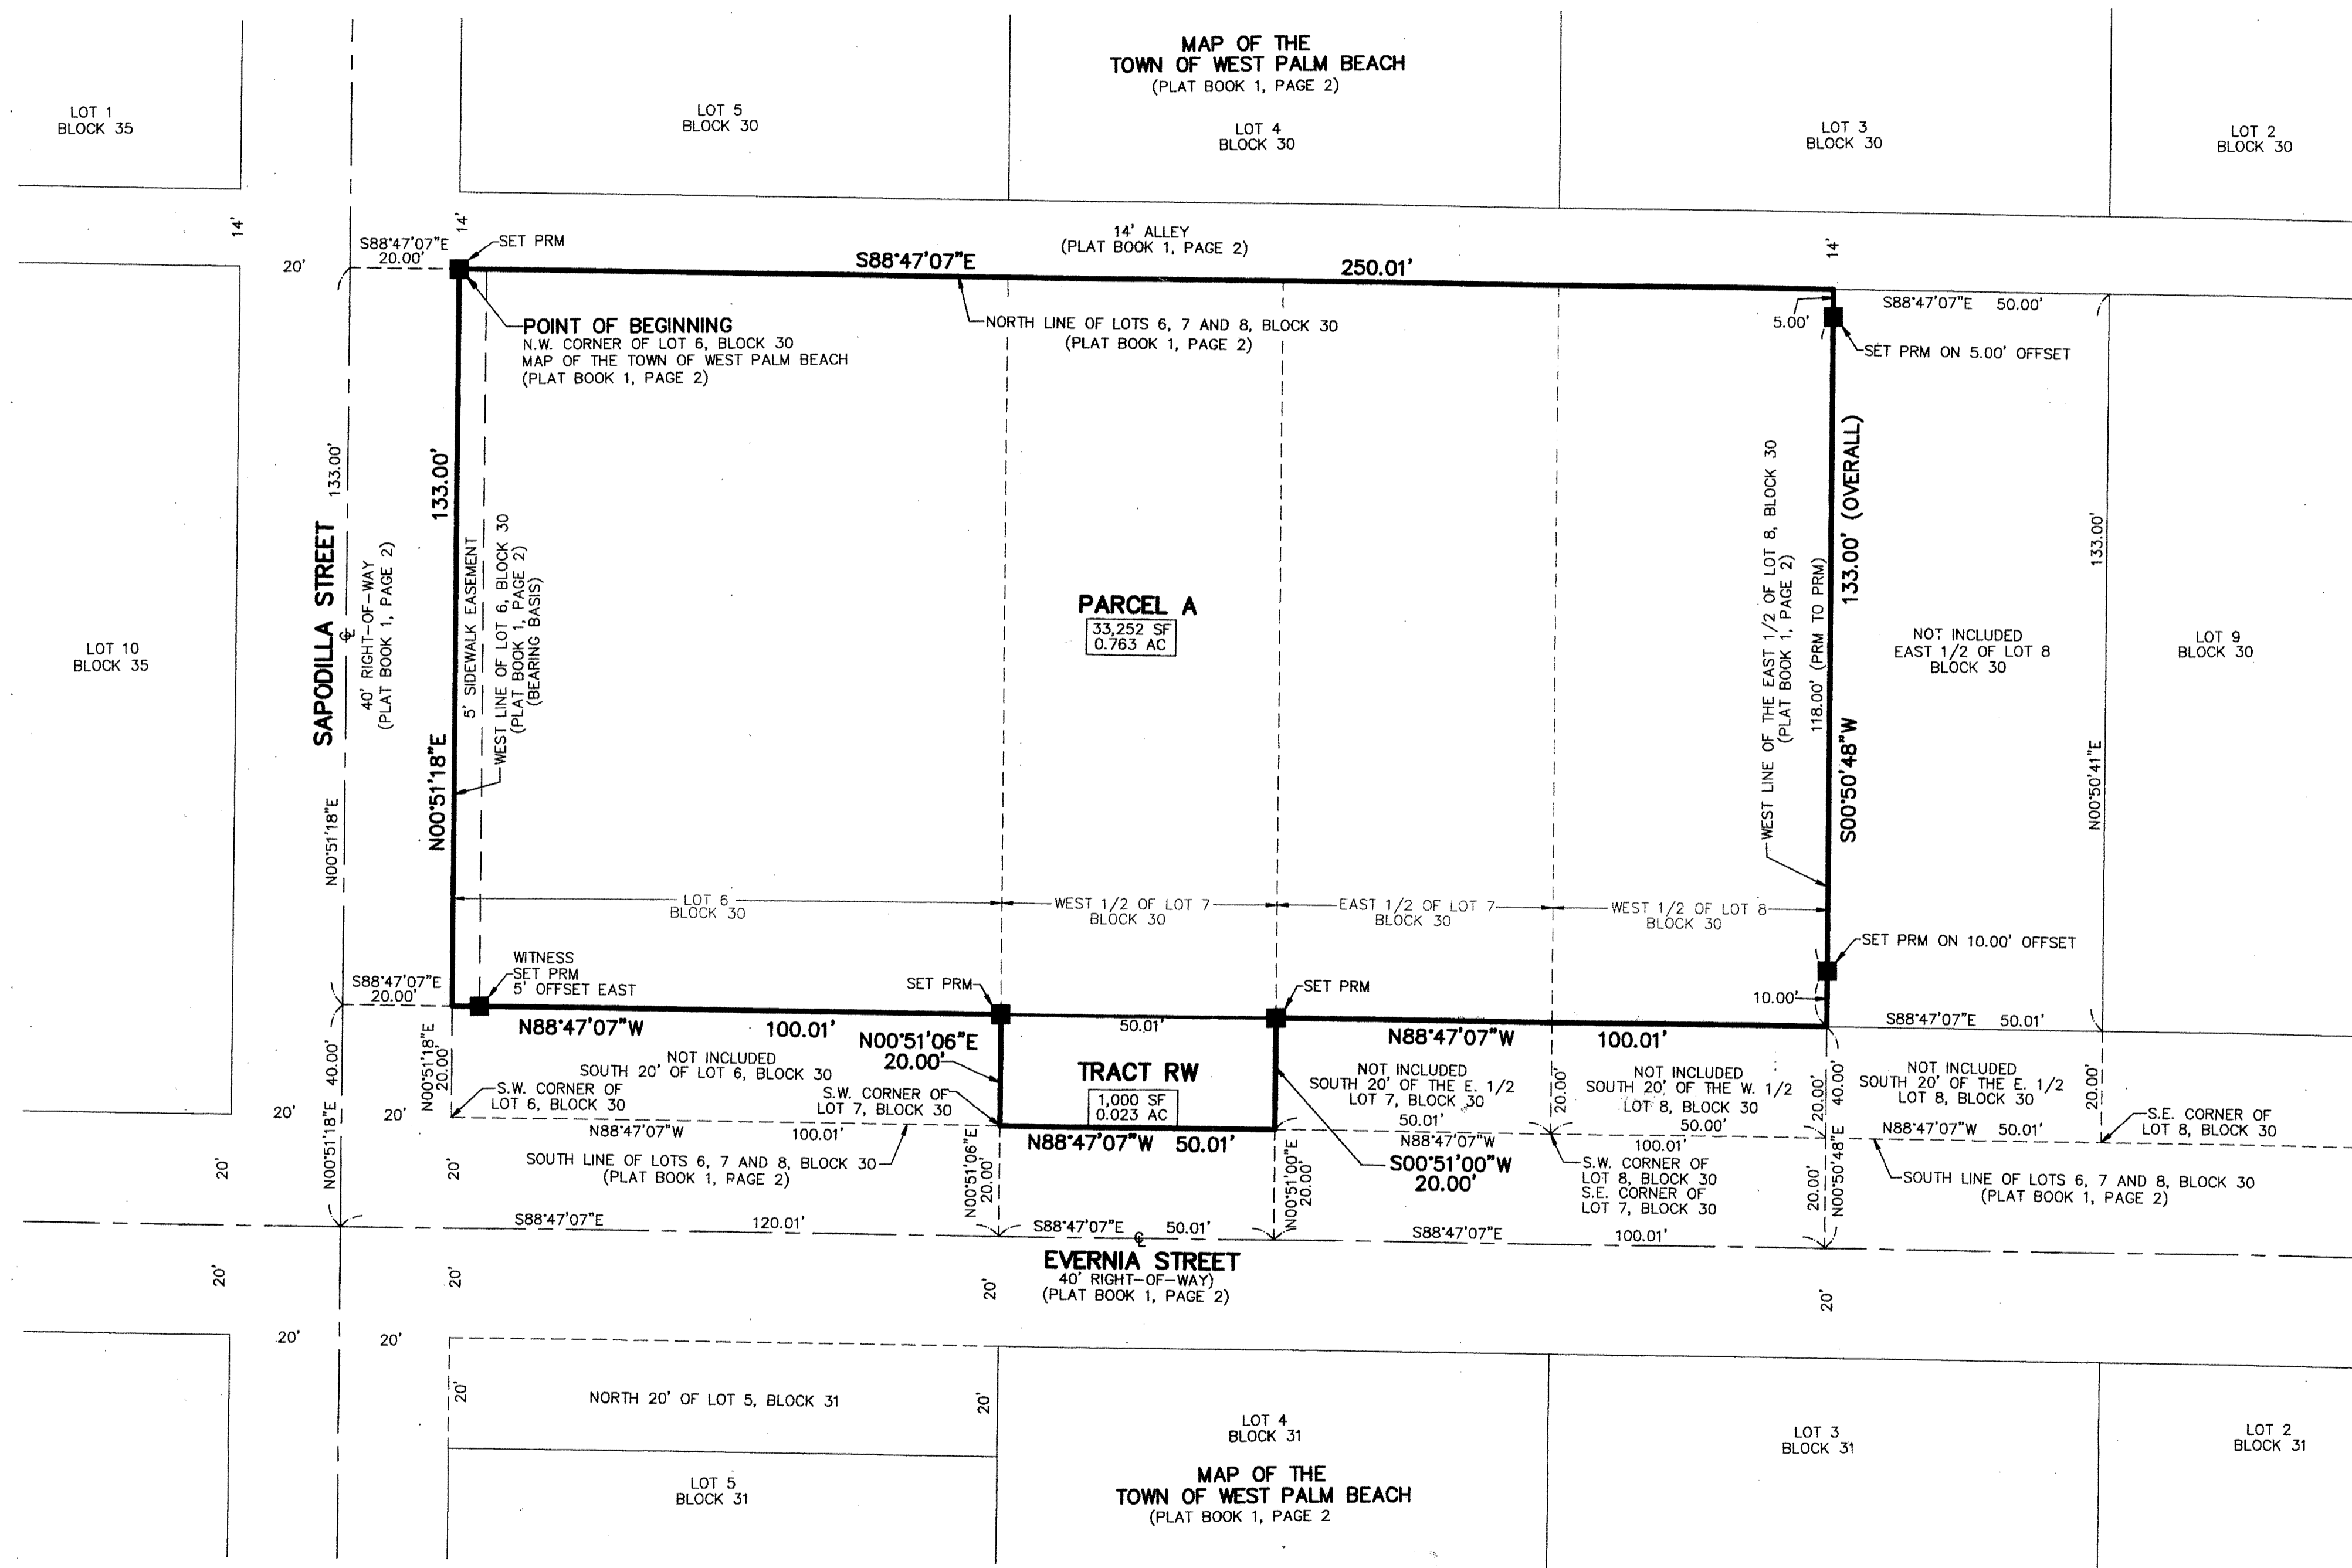 MAP OF THE
TOWN OF WEST PALM BEACH
(PLAT BOOK 1, PAGE 2)
LOT 1
BLOCK 35
LOT 5
BLOCK 30
LOT 4
BLOCK 30
LOT 3
BLOCK 30
LOT 2
BLOCK 30
14'
14'
14' ALLEY
(PLAT BOOK 1, PAGE 2)
14'
S88°47'07"E
20.00'
20'
SET PRM
S88°47'07"E
250.01'
S88°47'07"E 50.00'
5.00'
SET PRM ON 5.00' OFFSET
POINT OF BEGINNING
N.W. CORNER OF LOT 6, BLOCK 30
MAP OF THE TOWN OF WEST PALM BEACH
(PLAT BOOK 1, PAGE 2)
NORTH LINE OF LOTS 6, 7 AND 8, BLOCK 30
(PLAT BOOK 1, PAGE 2)
LOT 10
BLOCK 35
SAPODILLA STREET
133.00'
N00°51'18"E
℄
40' RIGHT-OF-WAY
(PLAT BOOK 1, PAGE 2)
133.00'
N00°51'18"E
5' SIDEWALK EASEMENT
WEST LINE OF LOT 6, BLOCK 30
(PLAT BOOK 1, PAGE 2)
(BEARING BASIS)
PARCEL A
33,252 SF
0.763 AC
WEST LINE OF THE EAST 1/2 OF LOT 8, BLOCK 30
(PLAT BOOK 1, PAGE 2)
118.00' (PRM TO PRM)
133.00' (OVERALL)
S00°50'48"W
NOT INCLUDED
EAST 1/2 OF LOT 8
BLOCK 30
133.00'
N00°50'41"E
LOT 9
BLOCK 30
LOT 6
BLOCK 30
WEST 1/2 OF LOT 7
BLOCK 30
EAST 1/2 OF LOT 7
BLOCK 30
WEST 1/2 OF LOT 8
BLOCK 30
SET PRM ON 10.00' OFFSET
10.00'
S88°47'07"E
20.00'
WITNESS
SET PRM
5' OFFSET EAST
SET PRM
SET PRM
N88°47'07"W
100.01'
N00°51'06"E
20.00'
50.01'
N88°47'07"W
100.01'
S88°47'07"E 50.01'
N00°51'18"E 40.00'
N00°51'18"E
20.00'
NOT INCLUDED
SOUTH 20' OF LOT 6, BLOCK 30
S.W. CORNER OF
LOT 6, BLOCK 30
S.W. CORNER OF
LOT 7, BLOCK 30
TRACT RW
1,000 SF
0.023 AC
NOT INCLUDED
SOUTH 20' OF THE E. 1/2
LOT 7, BLOCK 30
20.00'
NOT INCLUDED
SOUTH 20' OF THE W. 1/2
LOT 8, BLOCK 30
20.00'
N00°50'48"E 40.00'
NOT INCLUDED
SOUTH 20' OF THE E. 1/2
LOT 8, BLOCK 30
20.00'
S.E. CORNER OF
LOT 8, BLOCK 30
20'
20'
N88°47'07"W
100.01'
N88°47'07"W 50.01'
50.01'
50.00'
N88°47'07"W
100.01'
N88°47'07"W 50.01'
SOUTH LINE OF LOTS 6, 7 AND 8, BLOCK 30
(PLAT BOOK 1, PAGE 2)
N00°51'06"E
20.00'
N00°51'00"E
20.00'
S00°51'00"W
20.00'
S.W. CORNER OF
LOT 8, BLOCK 30
S.E. CORNER OF
LOT 7, BLOCK 30
20.00'
SOUTH LINE OF LOTS 6, 7 AND 8, BLOCK 30
(PLAT BOOK 1, PAGE 2)
20'
20'
S88°47'07"E
120.01'
S88°47'07"E
50.01'
S88°47'07"E
100.01'
℄
EVERNIA STREET
40' RIGHT-OF-WAY)
(PLAT BOOK 1, PAGE 2)
20'
20'
20'
20'
20'
20'
20'
NORTH 20' OF LOT 5, BLOCK 31
20'
LOT 5
BLOCK 31
LOT 4
BLOCK 31
LOT 3
BLOCK 31
LOT 2
BLOCK 31
MAP OF THE
TOWN OF WEST PALM BEACH
(PLAT BOOK 1, PAGE 2